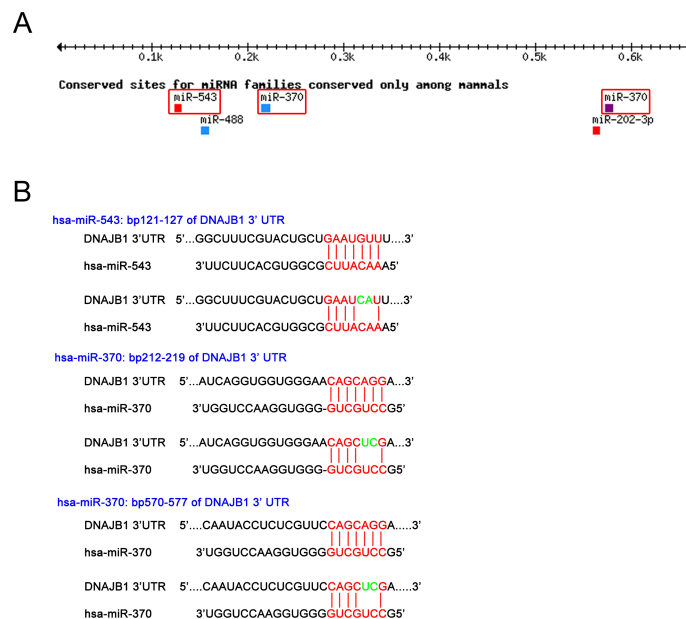 A
0.1k 0.2k 0.3k 0.4k 0.5k 0.6k
Conserved sites for miRNA families conserved only among mammals
miR-543 miR-370 miR-370
miR-488 miR-202-3p
B
hsa-miR-543: bp121-127 of DNAJB1 3' UTR
DNAJB1 3'UTR 5'...GGCUUUCGUACUGCUGAAUGUUU....3'
hsa-miR-543 3'UUCUUCACGUGGCGCUUACAAA5'
DNAJB1 3'UTR 5'...GGCUUUCGUACUGCUGAAUCAUU....3'
hsa-miR-543 3'UUCUUCACGUGGCGCUUACAAA5'
hsa-miR-370: bp212-219 of DNAJB1 3' UTR
DNAJB1 3'UTR 5'...AUCAGGUGGUGGGAACAGCAGGA...3'
hsa-miR-370 3'UGGUCCAAGGUGGG-GUCGUCCG5'
DNAJB1 3'UTR 5'...AUCAGGUGGUGGGAACAGCUCGA...3'
hsa-miR-370 3'UGGUCCAAGGUGGG-GUCGUCCG5'
hsa-miR-370: bp570-577 of DNAJB1 3' UTR
DNAJB1 3'UTR 5'....CAAUACCUCUCGUUCCAGCAGGA.....3'
hsa-miR-370 3'UGGUCCAAGGUGGGGUCGUCCG5'
DNAJB1 3'UTR 5'....CAAUACCUCUCGUUCCAGCUCGA.....3'
hsa-miR-370 3'UGGUCCAAGGUGGGGUCGUCCG5'